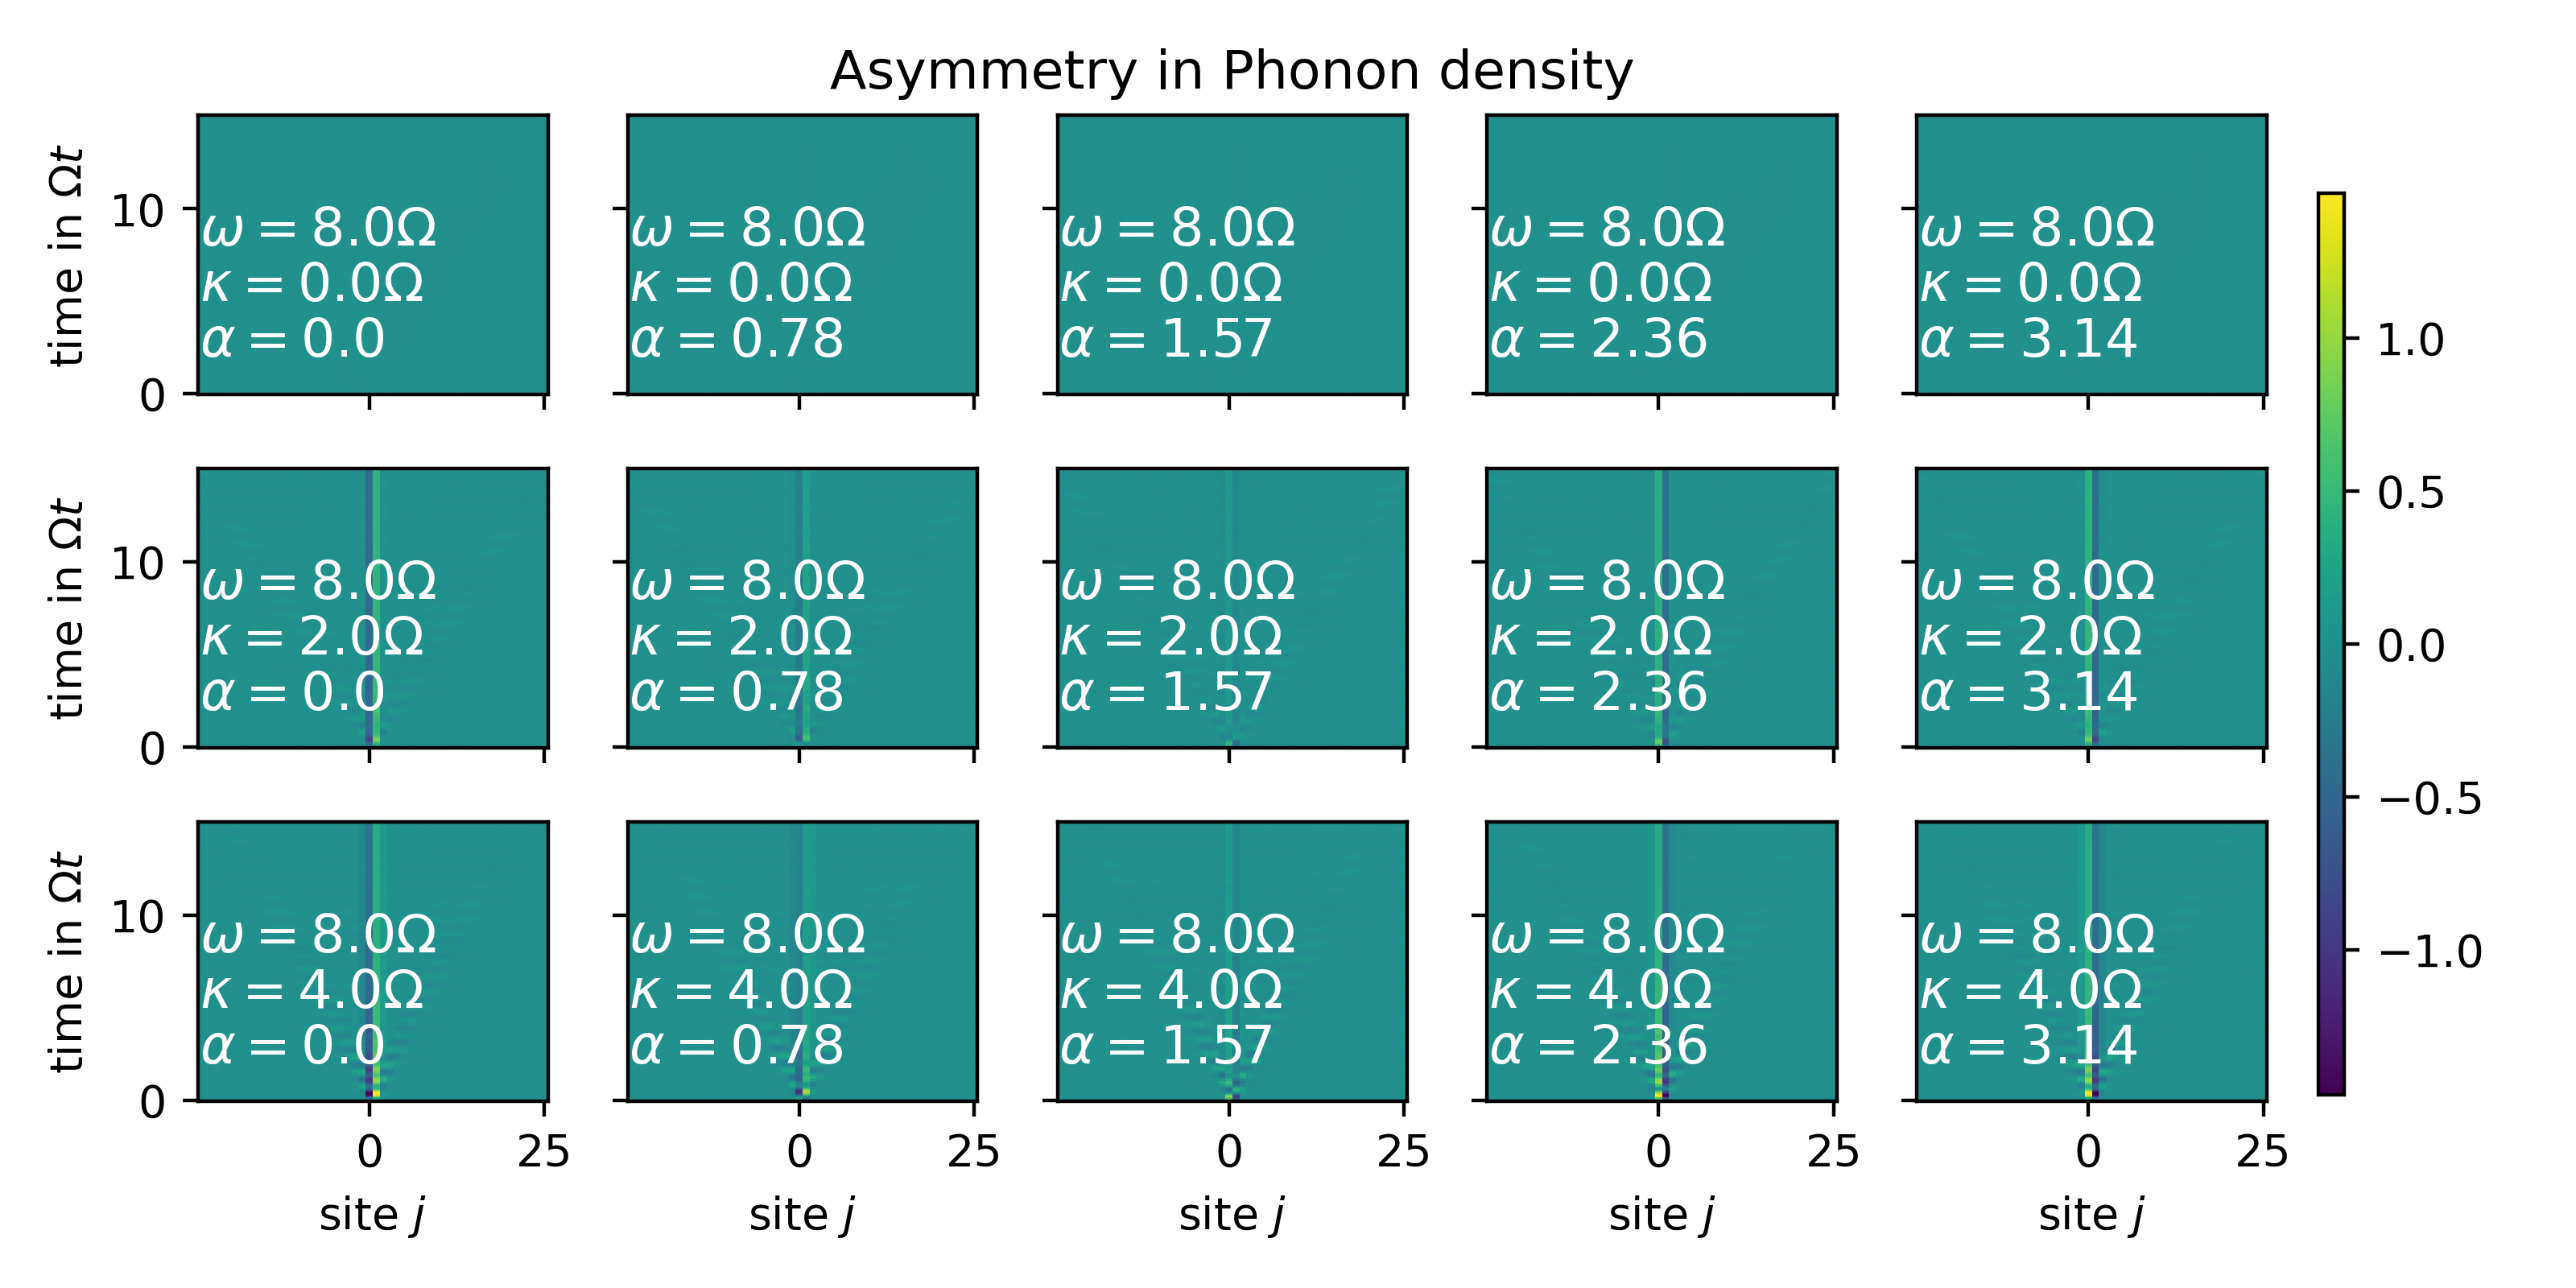 Asymmetry in Phonon density
time in Ωt
10
0
ω = 8.0Ω
κ = 0.0Ω
α = 0.0
ω = 8.0Ω
κ = 0.0Ω
α = 0.78
ω = 8.0Ω
κ = 0.0Ω
α = 1.57
ω = 8.0Ω
κ = 0.0Ω
α = 2.36
ω = 8.0Ω
κ = 0.0Ω
α = 3.14
time in Ωt
10
0
ω = 8.0Ω
κ = 2.0Ω
α = 0.0
ω = 8.0Ω
κ = 2.0Ω
α = 0.78
ω = 8.0Ω
κ = 2.0Ω
α = 1.57
ω = 8.0Ω
κ = 2.0Ω
α = 2.36
ω = 8.0Ω
κ = 2.0Ω
α = 3.14
time in Ωt
10
0
ω = 8.0Ω
κ = 4.0Ω
α = 0.0
ω = 8.0Ω
κ = 4.0Ω
α = 0.78
ω = 8.0Ω
κ = 4.0Ω
α = 1.57
ω = 8.0Ω
κ = 4.0Ω
α = 2.36
ω = 8.0Ω
κ = 4.0Ω
α = 3.14
0 25
0 25
0 25
0 25
0 25
site j
site j
site j
site j
site j
1.0
0.5
0.0
−0.5
−1.0